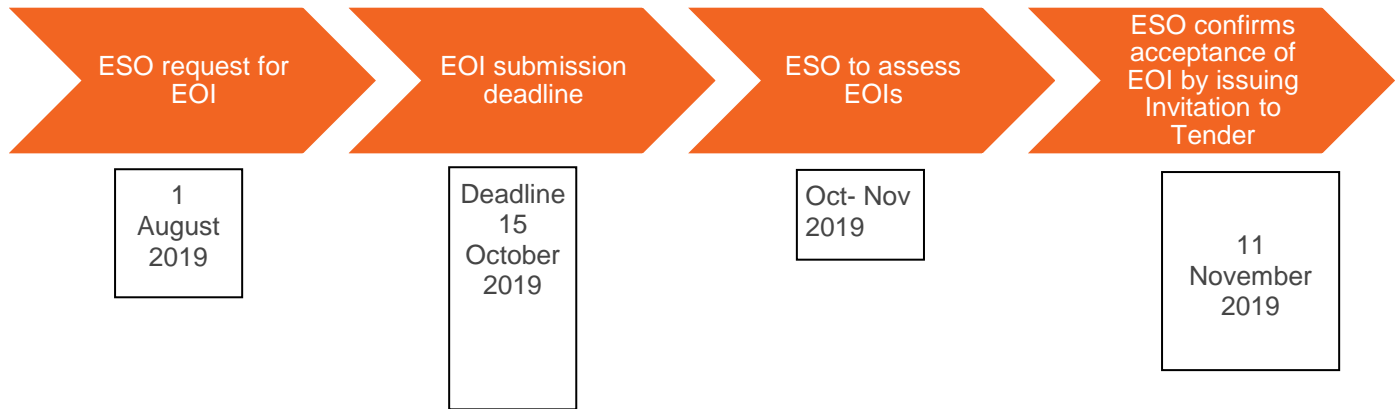 ESO request for
EOI
EOI submission
deadline
ESO to assess
EOIs
ESO confirms
acceptance of
EOI by issuing
Invitation to
Tender
1
August
2019
Deadline
15
October
2019
Oct- Nov
2019
11
November
2019